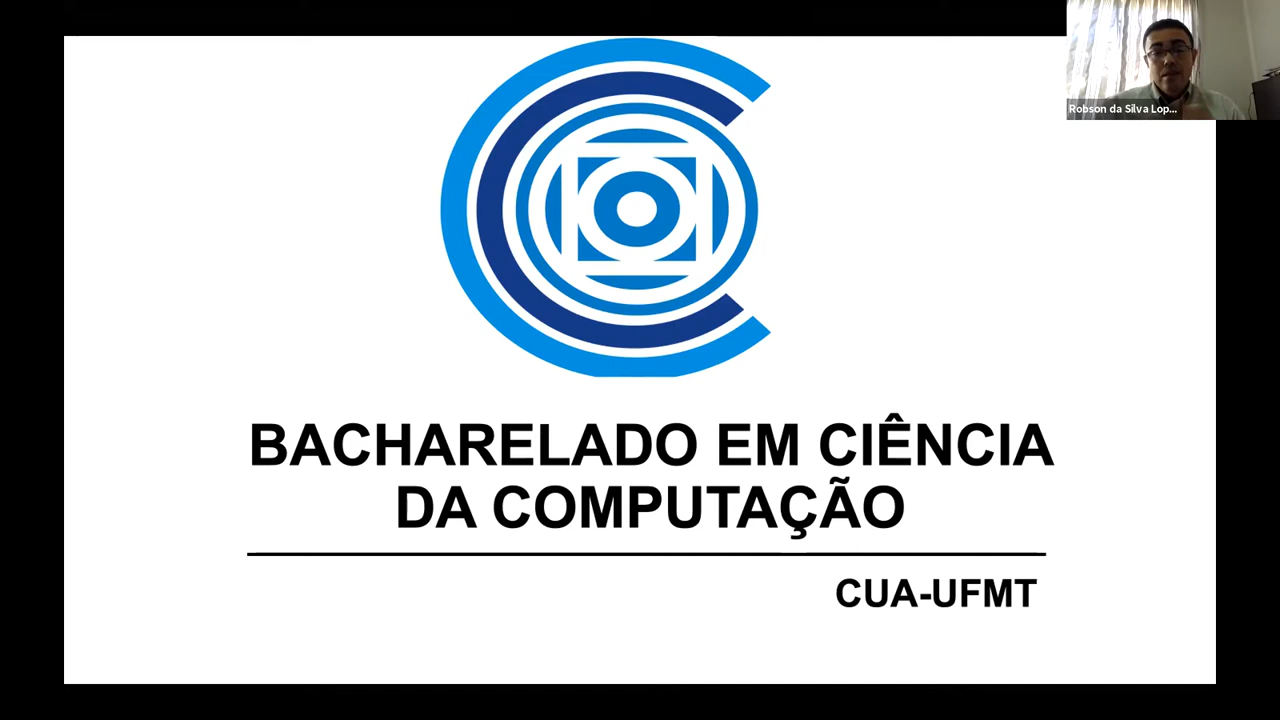 Robson da Silva Lop...
BACHARELADO EM CIÊNCIA
DA COMPUTAÇÃO
CUA-UFMT